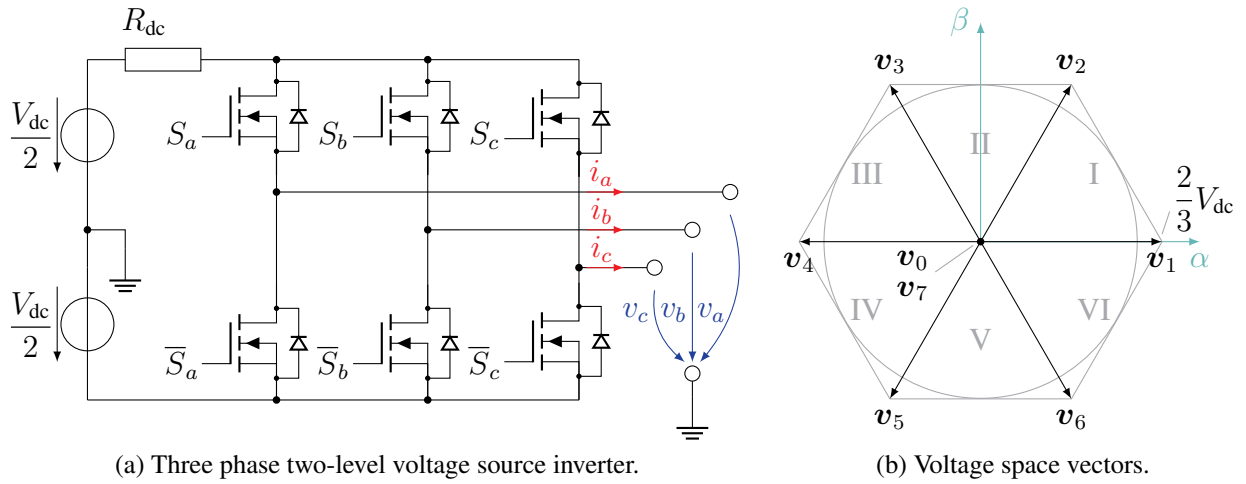 R_dc
V_dc/2
V_dc/2
S_a
S_b
S_c
i_a
i_b
i_c
S̅_a
S̅_b
S̅_c
v_c
v_b
v_a
(a) Three phase two-level voltage source inverter.
β
v_3
v_2
II
III
I
2/3 V_dc
v_4
v_0
v_7
v_1
α
IV
VI
V
v_5
v_6
(b) Voltage space vectors.